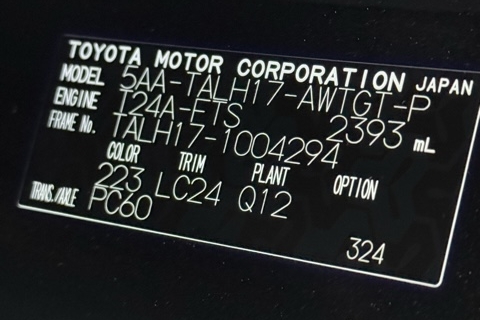 TOYOTA MOTOR CORPORATION JAPAN
MODEL 5AA-TALH17-AWTGT-P
ENGINE T24A-FTS 2393 mL
FRAME No. TALH17-1004294
COLOR TRIM PLANT OPTION
223 LC24 Q12
TRANS./AXLE PC60
324